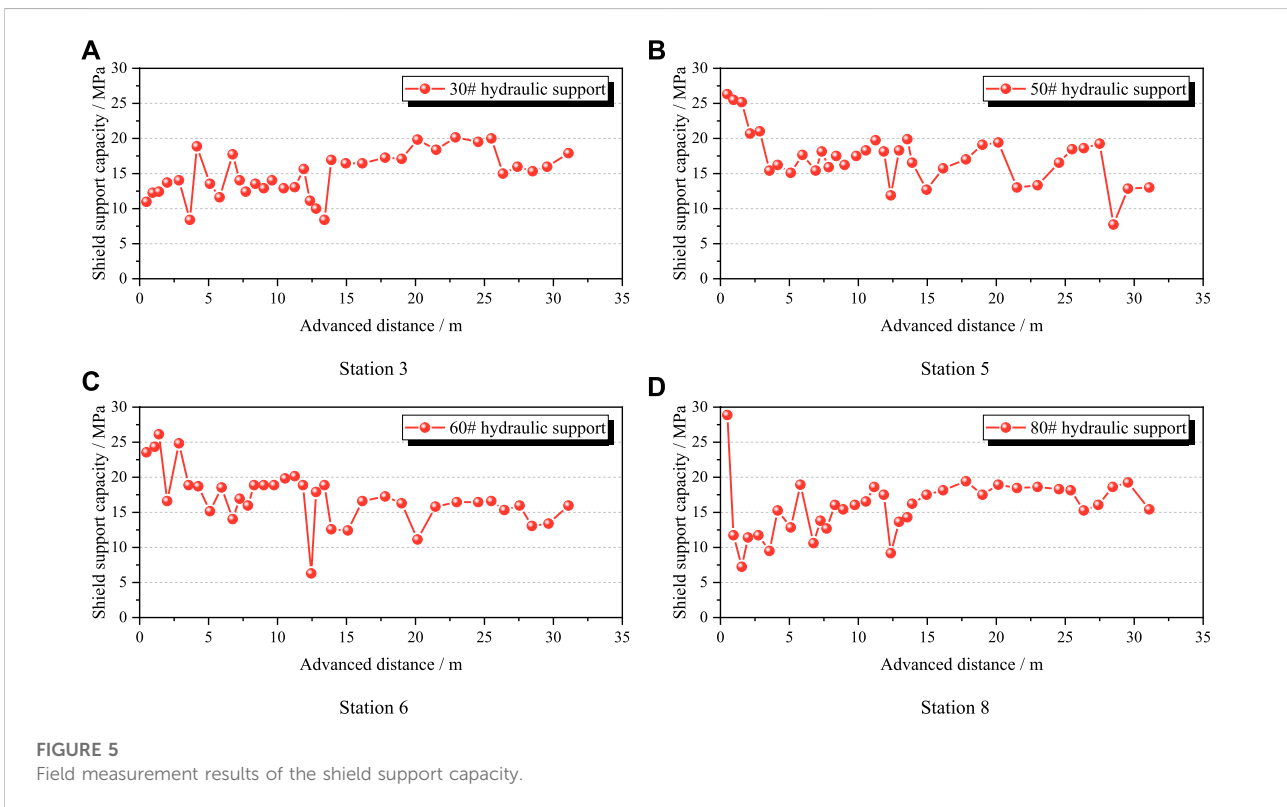 A
30# hydraulic support
Shield support capacity / MPa
30
25
20
15
10
5
0
0 5 10 15 20 25 30 35
Advanced distance / m
Station 3
B
50# hydraulic support
Shield support capacity / MPa
30
25
20
15
10
5
0
0 5 10 15 20 25 30 35
Advanced distance / m
Station 5
C
60# hydraulic support
Shield support capacity / MPa
30
25
20
15
10
5
0
0 5 10 15 20 25 30 35
Advanced distance / m
Station 6
D
80# hydraulic support
Shield support capacity / MPa
30
25
20
15
10
5
0
0 5 10 15 20 25 30 35
Advanced distance / m
Station 8
FIGURE 5
Field measurement results of the shield support capacity.